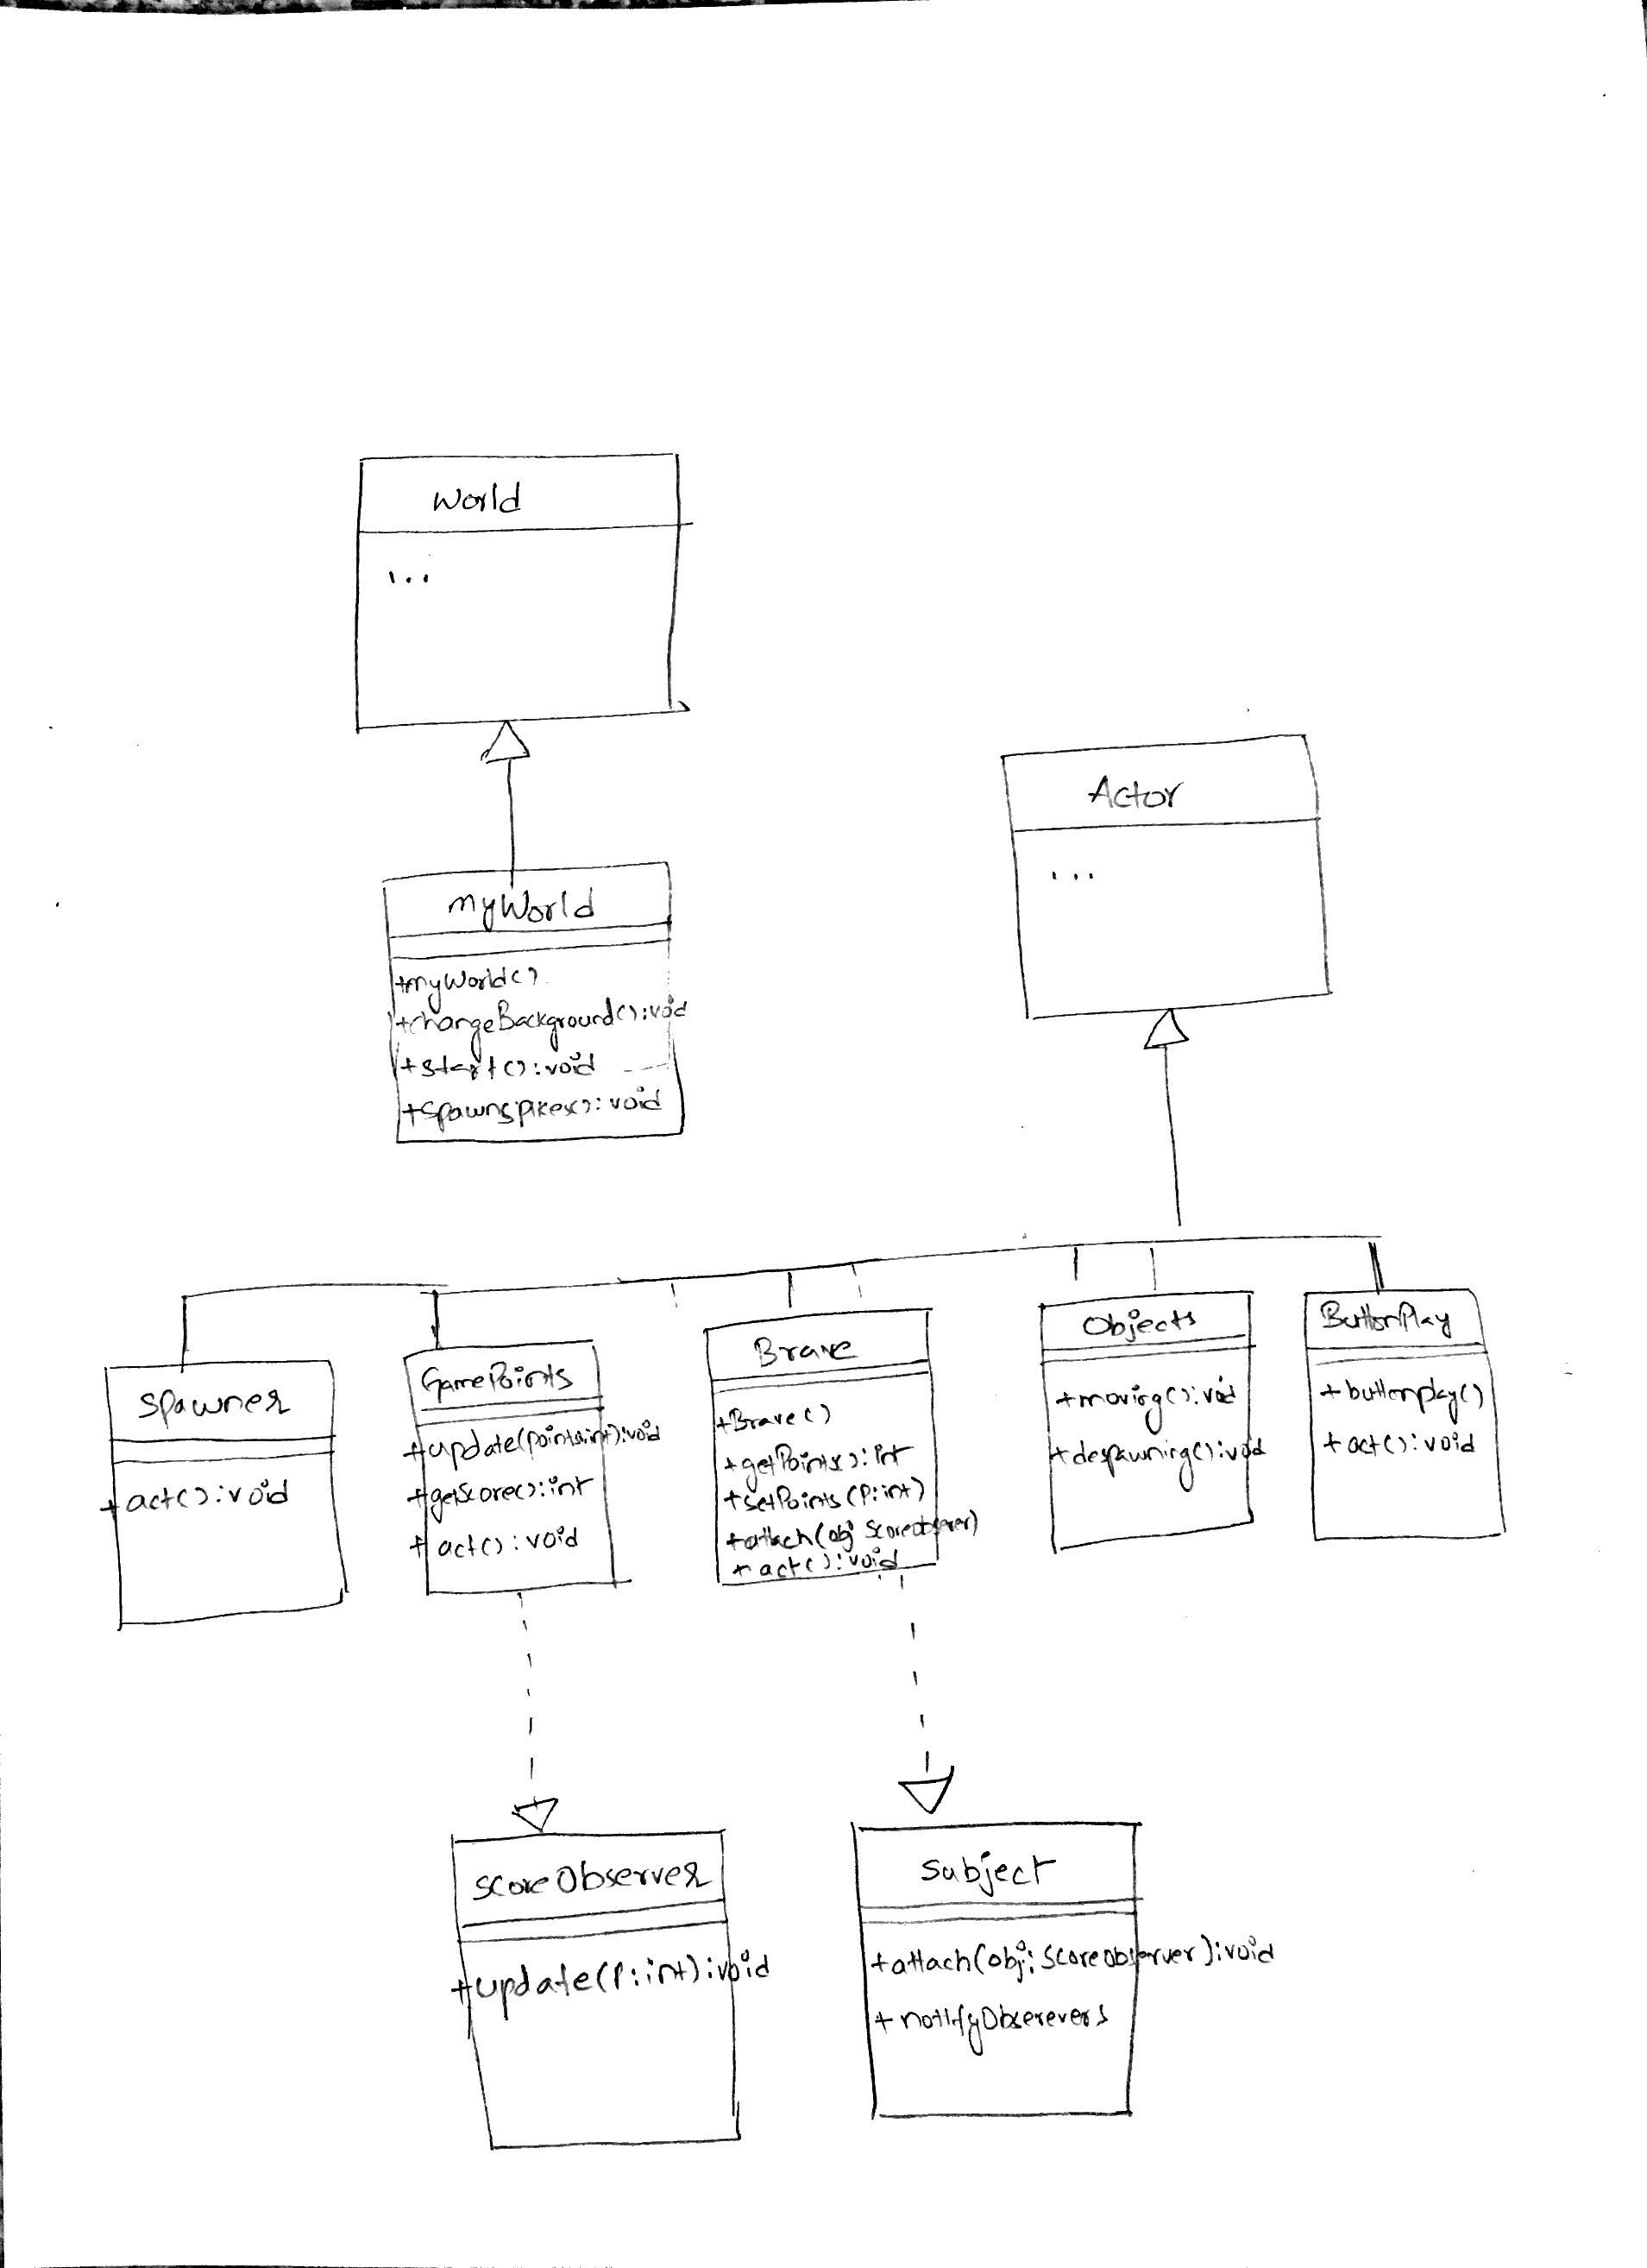 World
...
myWorld
+myWorld()
+changeBackground():void
+start():void
+spawnspikes():void
Actor
...
Spawner
+act():void
GamePoints
+update(points:int):void
+getScore():int
+act():void
Brave
+Brave()
+getPoints():int
+setPoints(P:int)
+attach(obj: ScoreObserver)
+act():void
Objects
+moving():void
+despawning():void
ButtonPlay
+buttonplay()
+act():void
ScoreObserver
+update(P:int):void
Subject
+attach(obj: ScoreObserver):void
+notifyObserevers